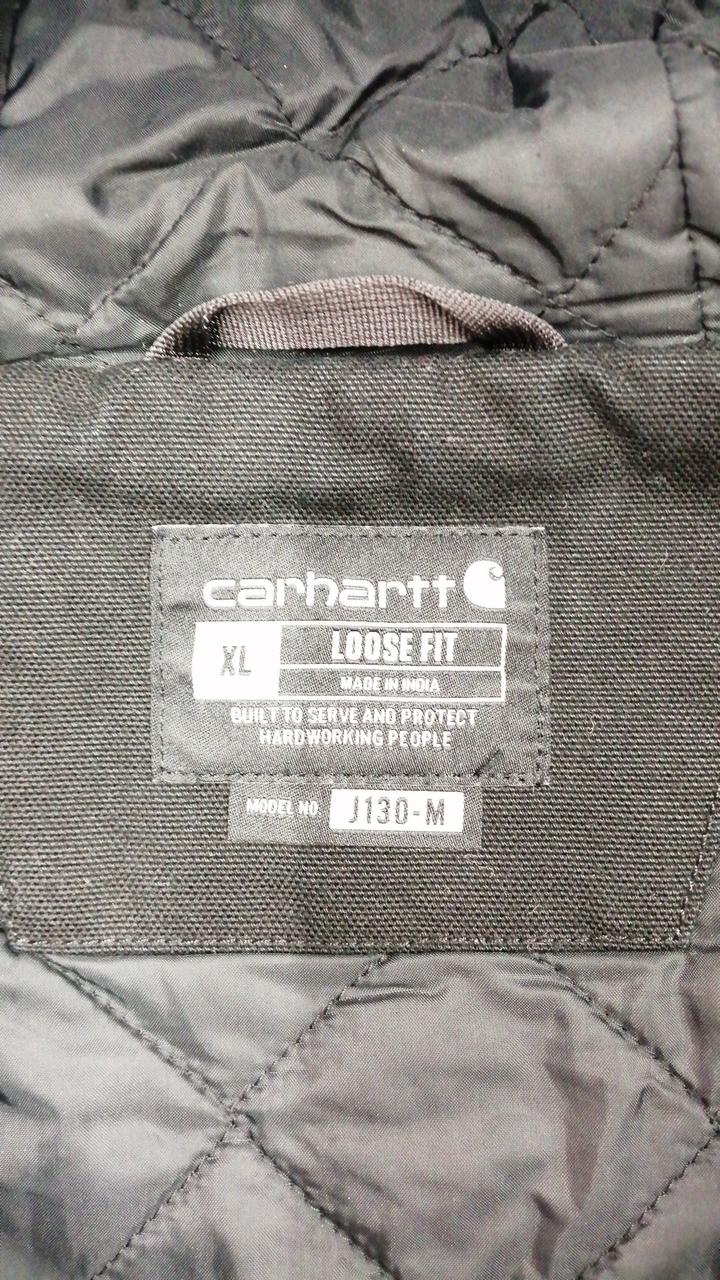 carhartt
XL
LOOSE FIT
MADE IN INDIA
BUILT TO SERVE AND PROTECT
HARDWORKING PEOPLE
MODEL NO. J130-M